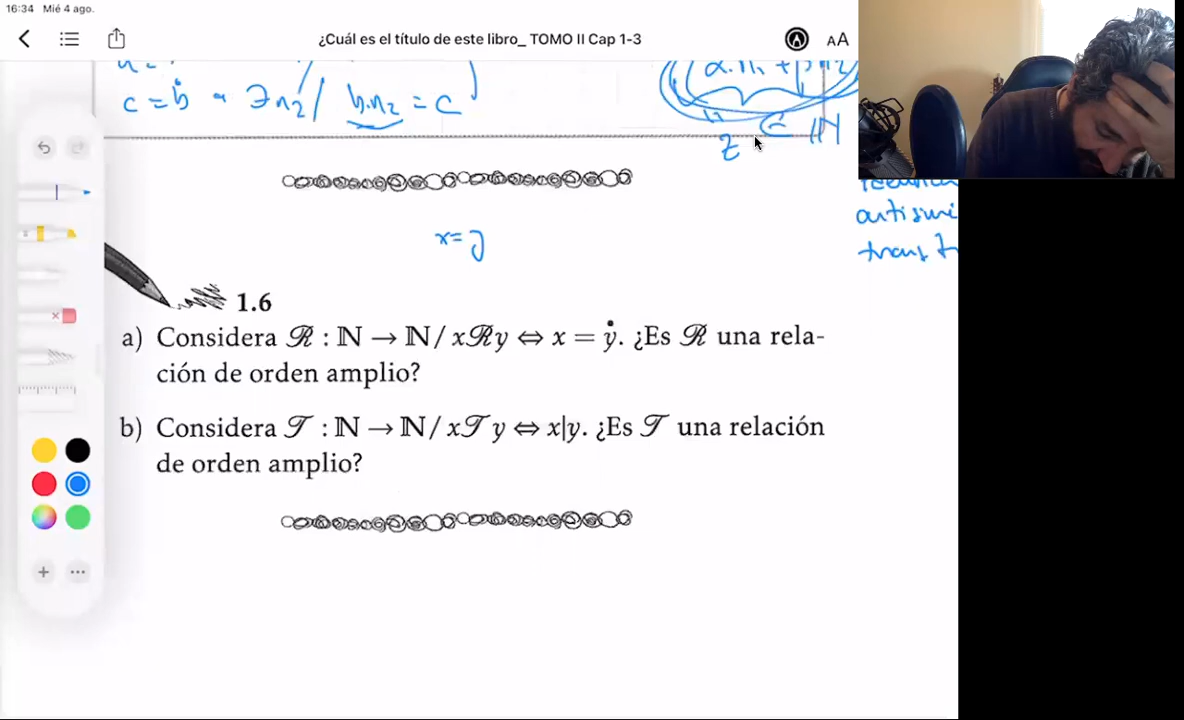 16:34 Mié 4 ago.
¿Cuál es el título de este libro_ TOMO II Cap 1-3
AA
c = ḃ ∃n₂/ b.n₂ = c
z
antisimé
trans
x =
1.6
a) Considera ℛ : ℕ → ℕ/ xℛy ⇔ x = ẏ. ¿Es ℛ una rela-
ción de orden amplio?
b) Considera 𝒯 : ℕ → ℕ/ x𝒯y ⇔ x|y. ¿Es 𝒯 una relación
de orden amplio?